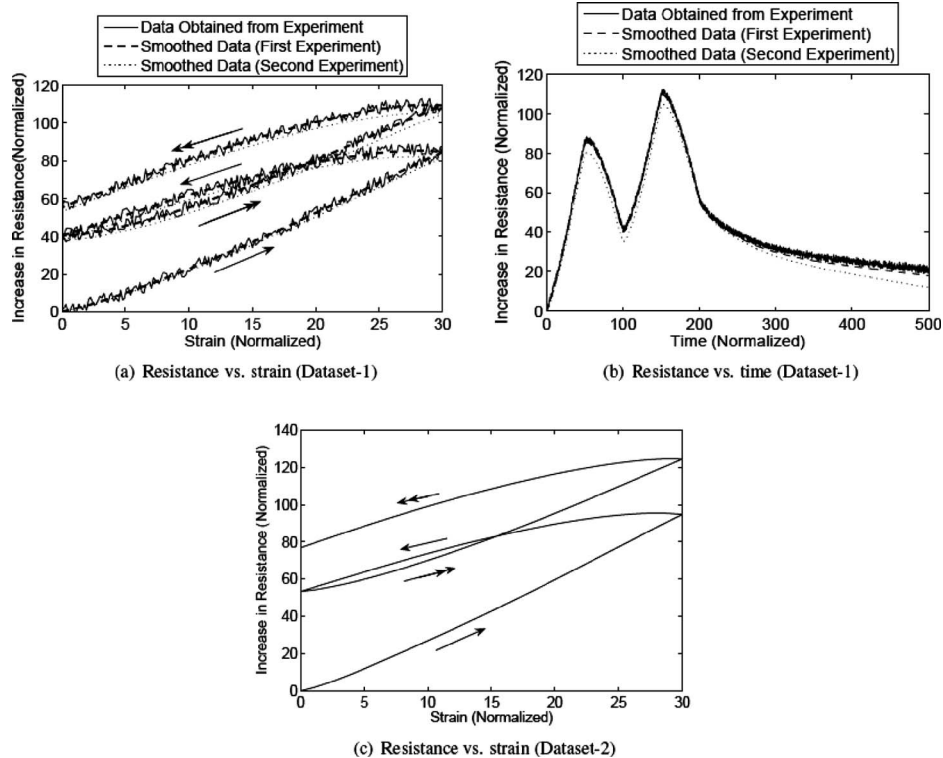 Data Obtained from Experiment
Smoothed Data (First Experiment)
Smoothed Data (Second Experiment)
120
100
80
60
40
20
0
0 5 10 15 20 25 30
Increase in Resistance(Normalized)
Strain (Normalized)
(a) Resistance vs. strain (Dataset-1)
Data Obtained from Experiment
Smoothed Data (First Experiment)
Smoothed Data (Second Experiment)
120
100
80
60
40
20
0
0 100 200 300 400 500
Increase in Resistance (Normalized)
Time (Normalized)
(b) Resistance vs. time (Dataset-1)
140
120
100
80
60
40
20
0
0 5 10 15 20 25 30
Increase in Resistance (Normalized)
Strain (Normalized)
(c) Resistance vs. strain (Dataset-2)